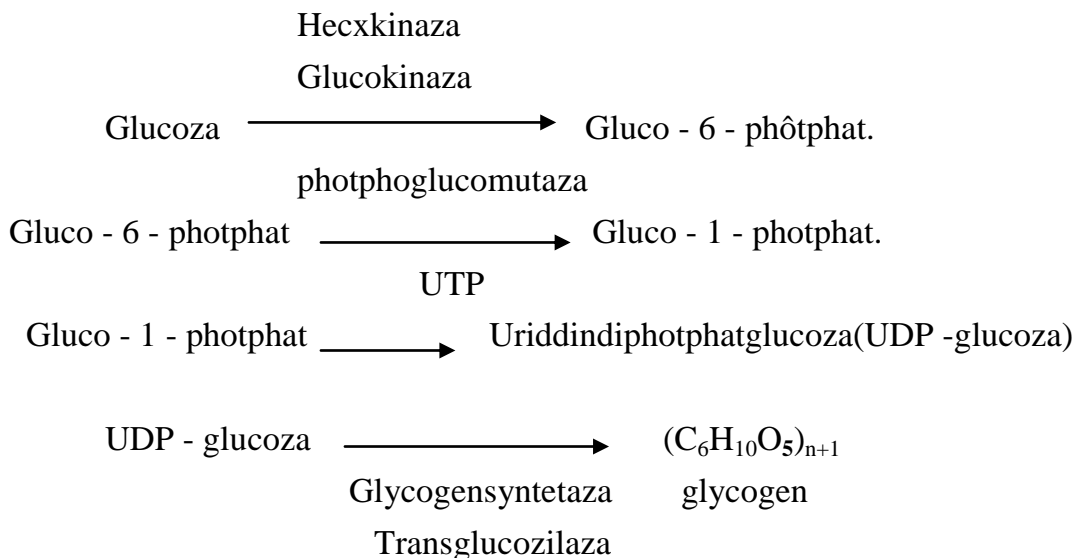 Hecxkinaza
Glucokinaza
Glucoza Gluco - 6 - phôtphat.
photphoglucomutaza
Gluco - 6 - photphat Gluco - 1 - photphat.
UTP
Gluco - 1 - photphat Uriddindiphotphatglucoza(UDP -glucoza)
UDP - glucoza (C₆H₁₀O₅)ₙ₊₁
Glycogensyntetaza glycogen
Transglucozilaza